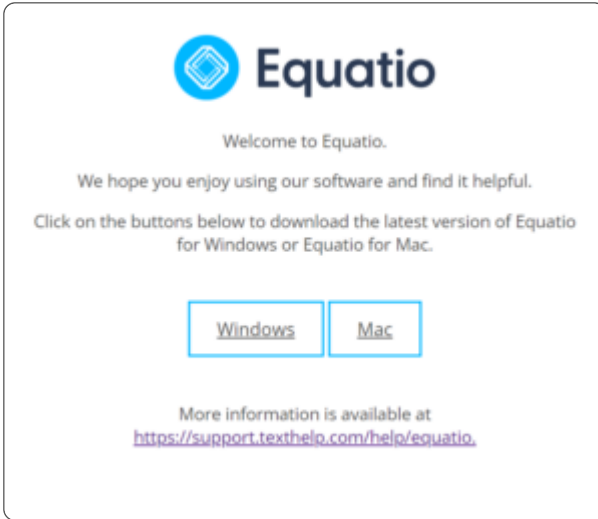 Equatio
Welcome to Equatio.
We hope you enjoy using our software and find it helpful.
Click on the buttons below to download the latest version of Equatio
for Windows or Equatio for Mac.
Windows Mac
More information is available at
https://support.texthelp.com/help/equatio.